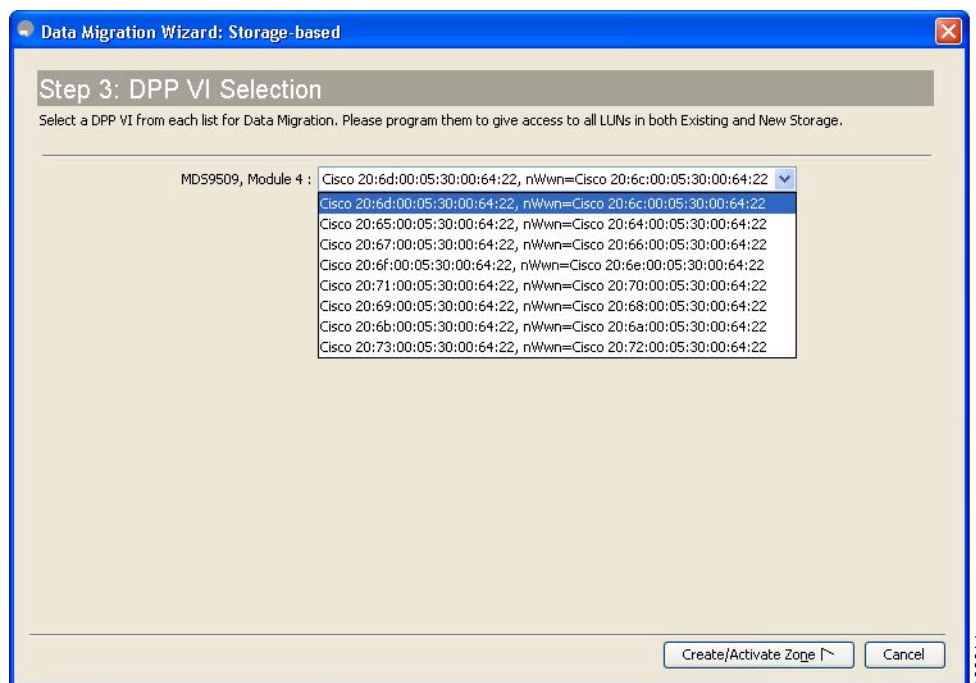 Data Migration Wizard: Storage-based
Step 3: DPP VI Selection
Select a DPP VI from each list for Data Migration. Please program them to give access to all LUNs in both Existing and New Storage.
MDS9509, Module 4 : Cisco 20:6d:00:05:30:00:64:22, nWwn=Cisco 20:6c:00:05:30:00:64:22
Cisco 20:6d:00:05:30:00:64:22, nWwn=Cisco 20:6c:00:05:30:00:64:22
Cisco 20:65:00:05:30:00:64:22, nWwn=Cisco 20:64:00:05:30:00:64:22
Cisco 20:67:00:05:30:00:64:22, nWwn=Cisco 20:66:00:05:30:00:64:22
Cisco 20:6f:00:05:30:00:64:22, nWwn=Cisco 20:6e:00:05:30:00:64:22
Cisco 20:71:00:05:30:00:64:22, nWwn=Cisco 20:70:00:05:30:00:64:22
Cisco 20:69:00:05:30:00:64:22, nWwn=Cisco 20:68:00:05:30:00:64:22
Cisco 20:6b:00:05:30:00:64:22, nWwn=Cisco 20:6a:00:05:30:00:64:22
Cisco 20:73:00:05:30:00:64:22, nWwn=Cisco 20:72:00:05:30:00:64:22
Create/Activate Zone Cancel